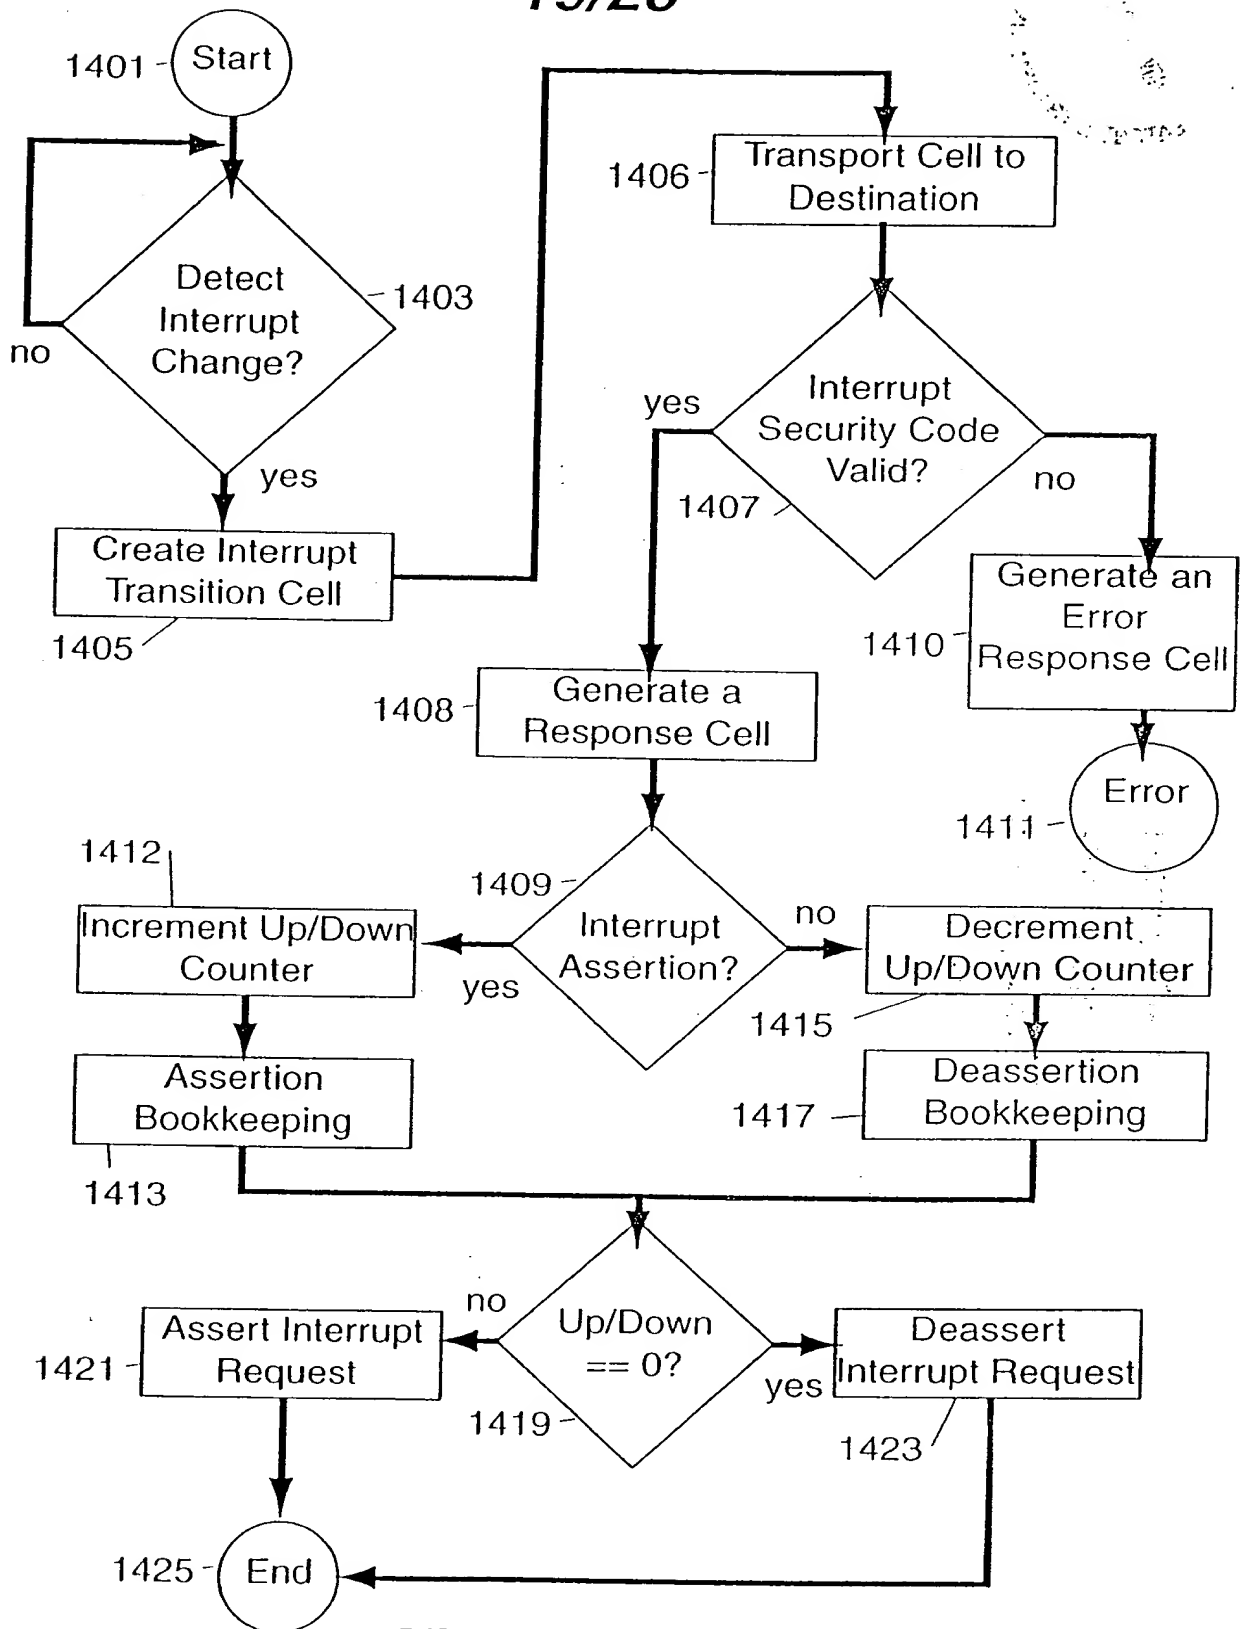 1401
Start
Detect
Interrupt
Change?
1403
no
yes
Create Interrupt
Transition Cell
1405
1406
Transport Cell to
Destination
Interrupt
Security Code
Valid?
yes
no
1407
1408
Generate a
Response Cell
1410
Generate an
Error
Response Cell
1411
Error
1409
Interrupt
Assertion?
yes
no
1412
Increment Up/Down
Counter
Decrement
Up/Down Counter
1415
Assertion
Bookkeeping
1413
Deassertion
Bookkeeping
1417
Up/Down
== 0?
1419
no
yes
1421
Assert Interrupt
Request
Deassert
Interrupt Request
1423
1425
End